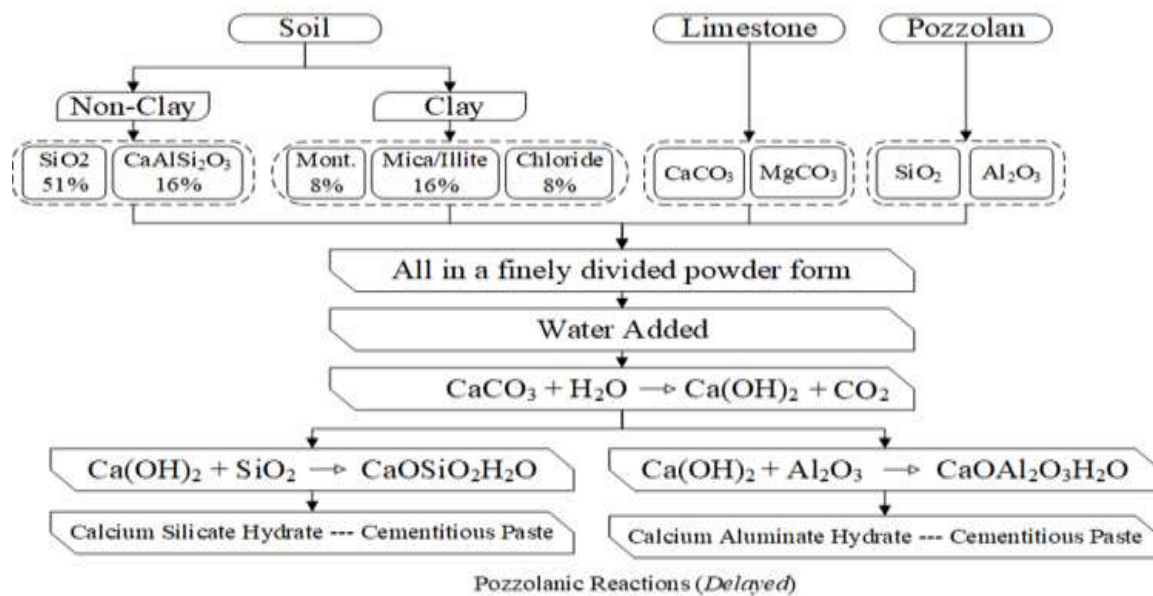 Soil
Limestone
Pozzolan
Non-Clay
Clay
SiO2
51%
CaAlSi₂O₃
16%
Mont.
8%
Mica/Illite
16%
Chloride
8%
CaCO₃
MgCO₃
SiO₂
Al₂O₃
All in a finely divided powder form
Water Added
CaCO₃ + H₂O → Ca(OH)₂ + CO₂
Ca(OH)₂ + SiO₂ → CaOSiO₂H₂O
Ca(OH)₂ + Al₂O₃ → CaOAl₂O₃H₂O
Calcium Silicate Hydrate --- Cementitious Paste
Calcium Aluminate Hydrate --- Cementitious Paste
Pozzolanic Reactions (Delayed)